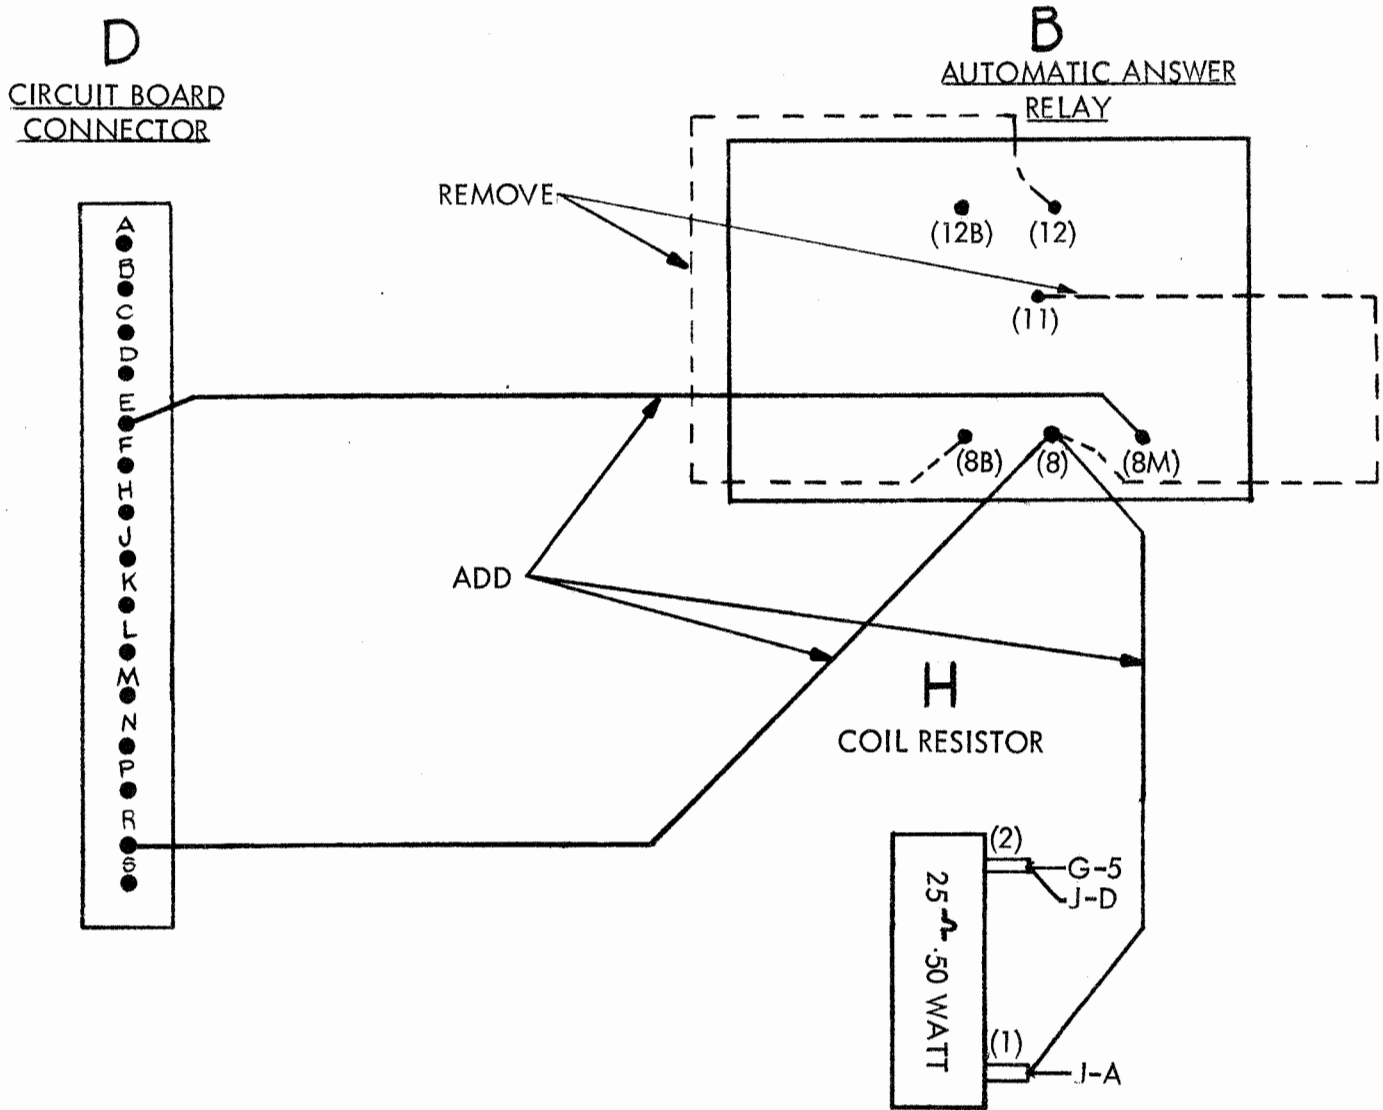 D
CIRCUIT BOARD
CONNECTOR
B
AUTOMATIC ANSWER
RELAY
REMOVE
(12B) (12)
(11)
(8B) (8) (8M)
A
B
C
D
E
F
H
J
K
L
M
N
P
R
S
ADD
H
COIL RESISTOR
25 Ω .50 WATT
(2)
G-5
J-D
(1)
J-A